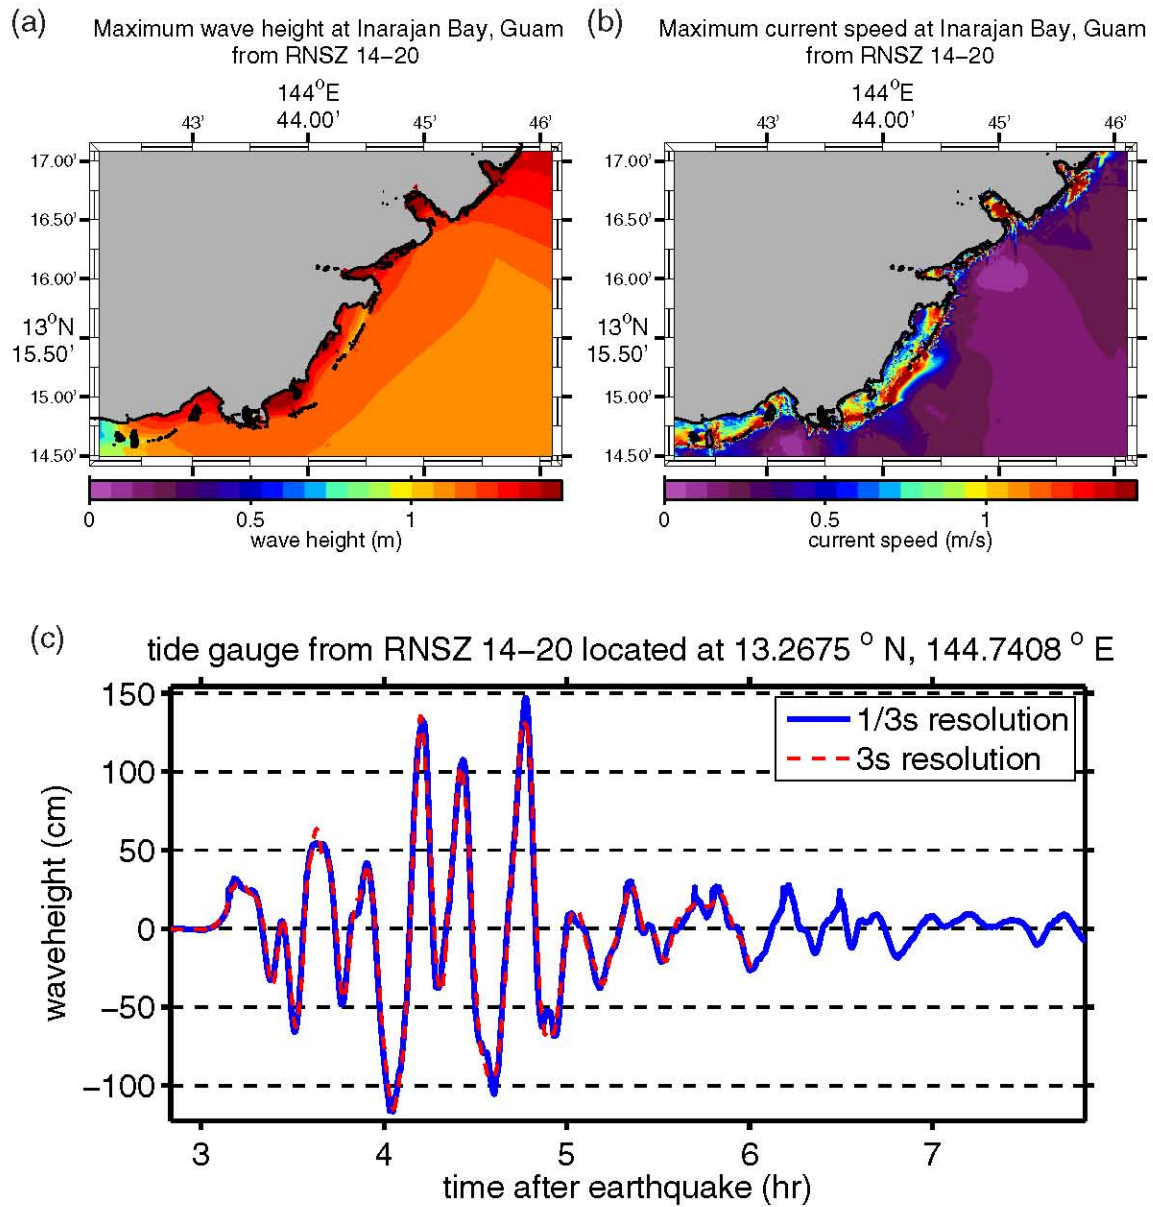 (a)
Maximum wave height at Inarajan Bay, Guam
from RNSZ 14–20
144°E
43' 44.00' 45' 46'
17.00'
16.50'
16.00'
13°N
15.50'
15.00'
14.50'
0 0.5 1
wave height (m)
(b)
Maximum current speed at Inarajan Bay, Guam
from RNSZ 14–20
144°E
43' 44.00' 45' 46'
17.00'
16.50'
16.00'
13°N
15.50'
15.00'
14.50'
0 0.5 1
current speed (m/s)
(c)
tide gauge from RNSZ 14–20 located at 13.2675 ° N, 144.7408 ° E
1/3s resolution
3s resolution
waveheight (cm)
150
100
50
0
−50
−100
3 4 5 6 7
time after earthquake (hr)